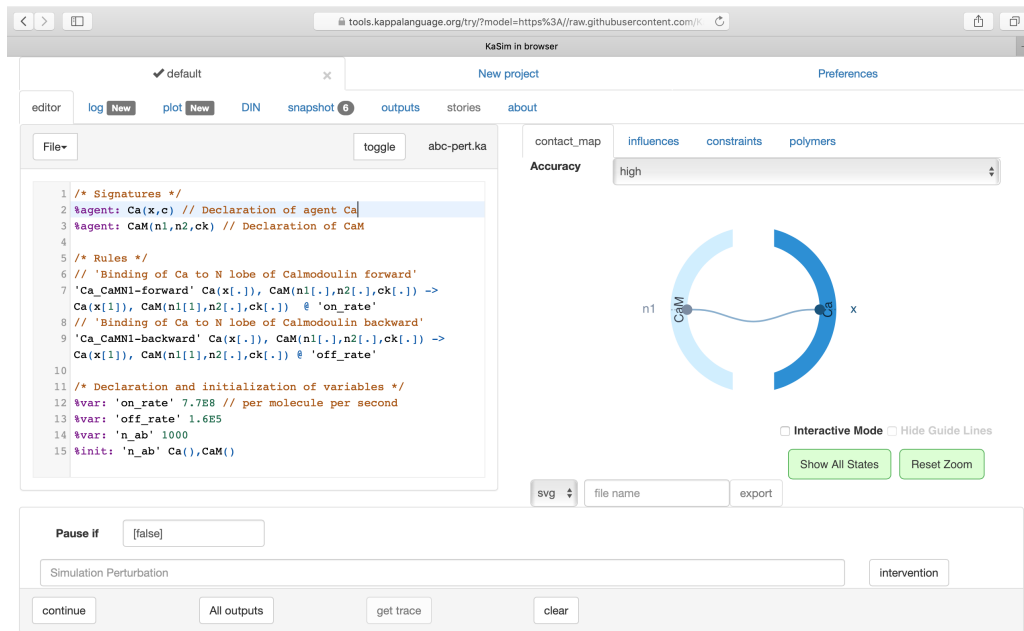 tools.kappalanguage.org/try/?model=https%3A//raw.githubusercontent.com/K
KaSim in browser
default
New project
Preferences
editor
log New
plot New
DIN
snapshot 6
outputs
stories
about
File
toggle
abc-pert.ka
1 /* Signatures */
2 %agent: Ca(x,c) // Declaration of agent Ca
3 %agent: CaM(n1,n2,ck) // Declaration of CaM
4
5 /* Rules */
6 // 'Binding of Ca to N lobe of Calmodoulin forward'
7 'Ca_CaMN1-forward' Ca(x[.]), CaM(n1[.],n2[.],ck[.]) ->
Ca(x[1]), CaM(n1[1],n2[.],ck[.])  @ 'on_rate'
8 // 'Binding of Ca to N lobe of Calmodoulin backward'
9 'Ca_CaMN1-backward' Ca(x[.]), CaM(n1[.],n2[.],ck[.]) ->
Ca(x[1]), CaM(n1[1],n2[.],ck[.]) @ 'off_rate'
10
11 /* Declaration and initialization of variables */
12 %var: 'on_rate' 7.7E8 // per molecule per second
13 %var: 'off_rate' 1.6E5
14 %var: 'n_ab' 1000
15 %init: 'n_ab' Ca(),CaM()
contact_map
influences
constraints
polymers
Accuracy
high
n1
CaM
Ca
x
Interactive Mode
Hide Guide Lines
Show All States
Reset Zoom
svg
file name
export
Pause if
[false]
Simulation Perturbation
intervention
continue
All outputs
get trace
clear